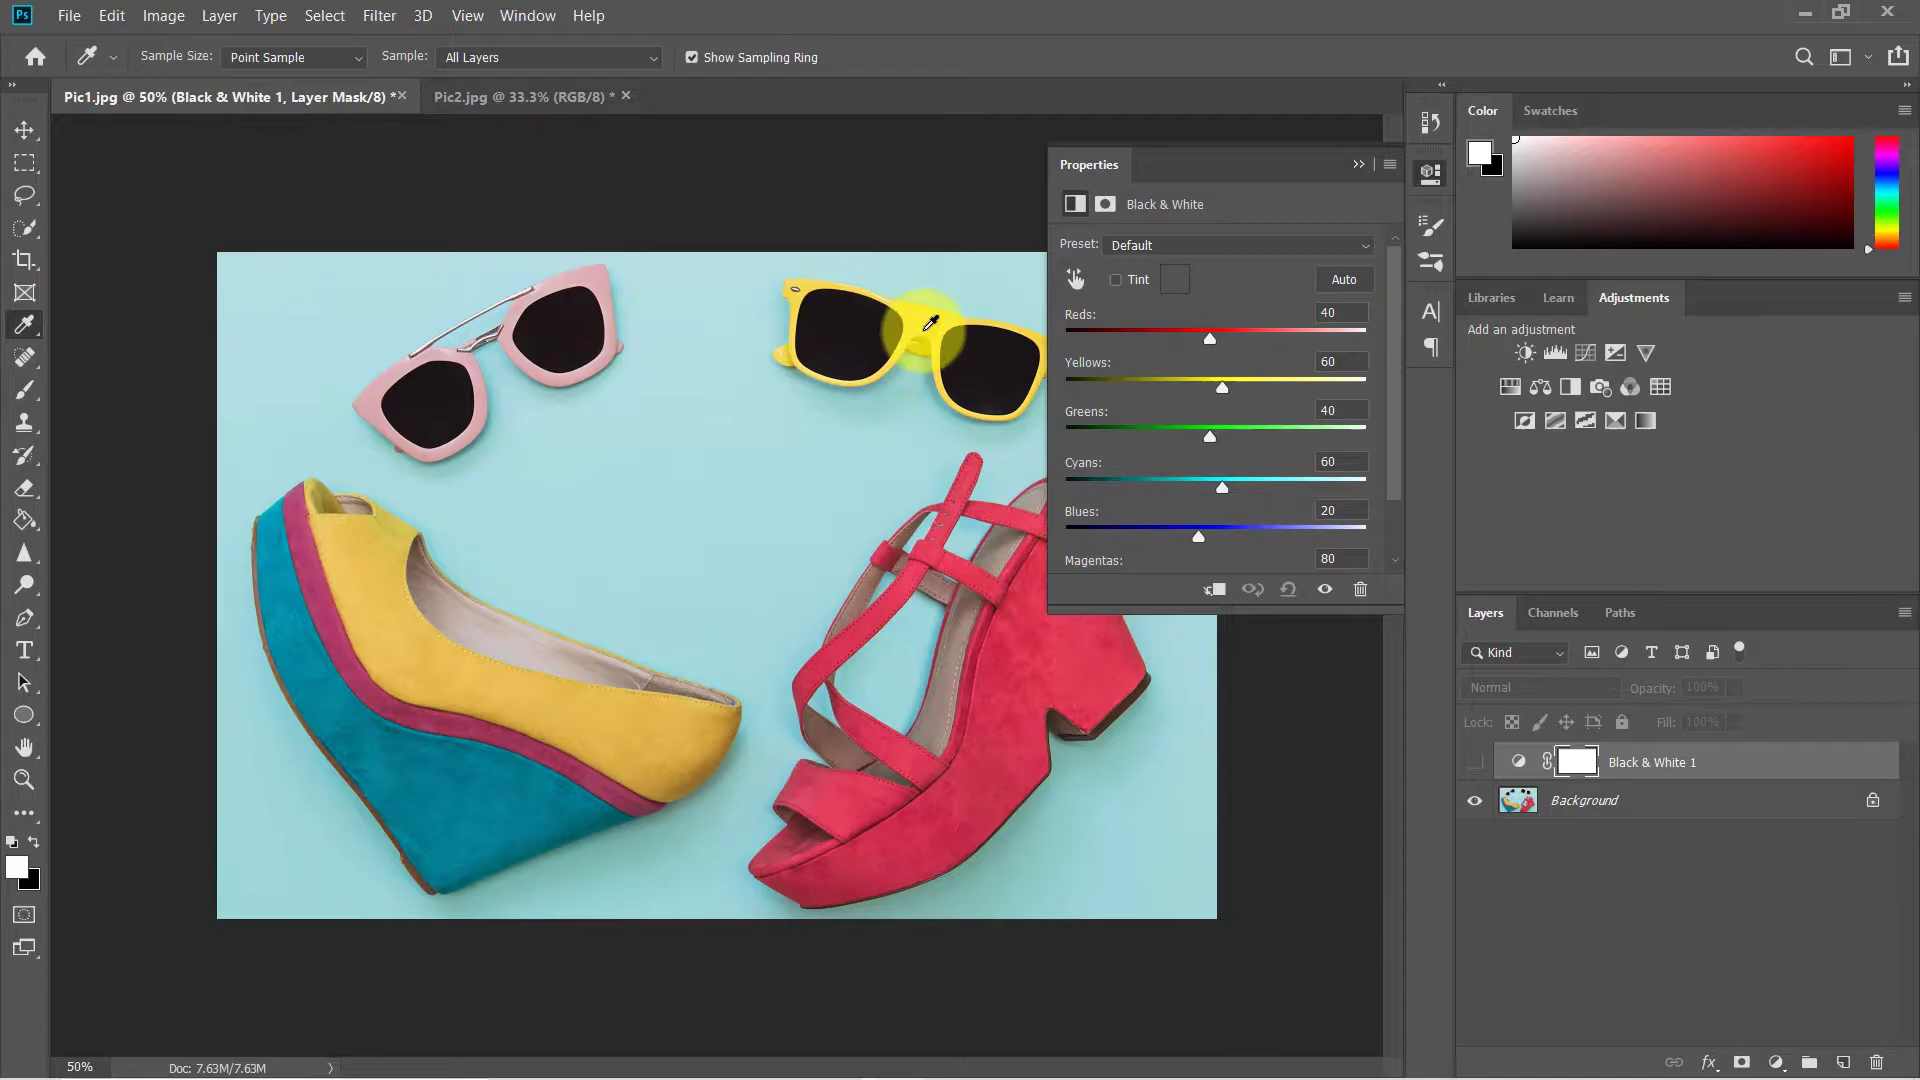 Ps File Edit Image Layer Type Select Filter 3D View Window Help
Sample Size: Point Sample Sample: All Layers Show Sampling Ring
Pic1.jpg @ 50% (Black & White 1, Layer Mask/8) * Pic2.jpg @ 33.3% (RGB/8) *
Properties
Black & White
Preset: Default
Tint Auto
Reds: 40
Yellows: 60
Greens: 40
Cyans: 60
Blues: 20
Magentas: 80
Color Swatches
Libraries Learn Adjustments
Add an adjustment
Layers Channels Paths
Kind
Normal Opacity: 100%
Lock: Fill: 100%
Black & White 1
Background
50% Doc: 7.63M/7.63M